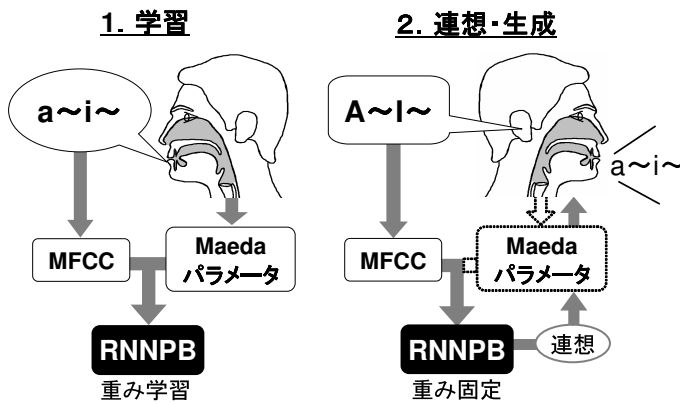 1. 学習
a～i～
MFCC
Maeda
パラメータ
RNNPB
重み学習
2. 連想・生成
A～I～
a～i～
MFCC
Maeda
パラメータ
RNNPB
連想
重み固定